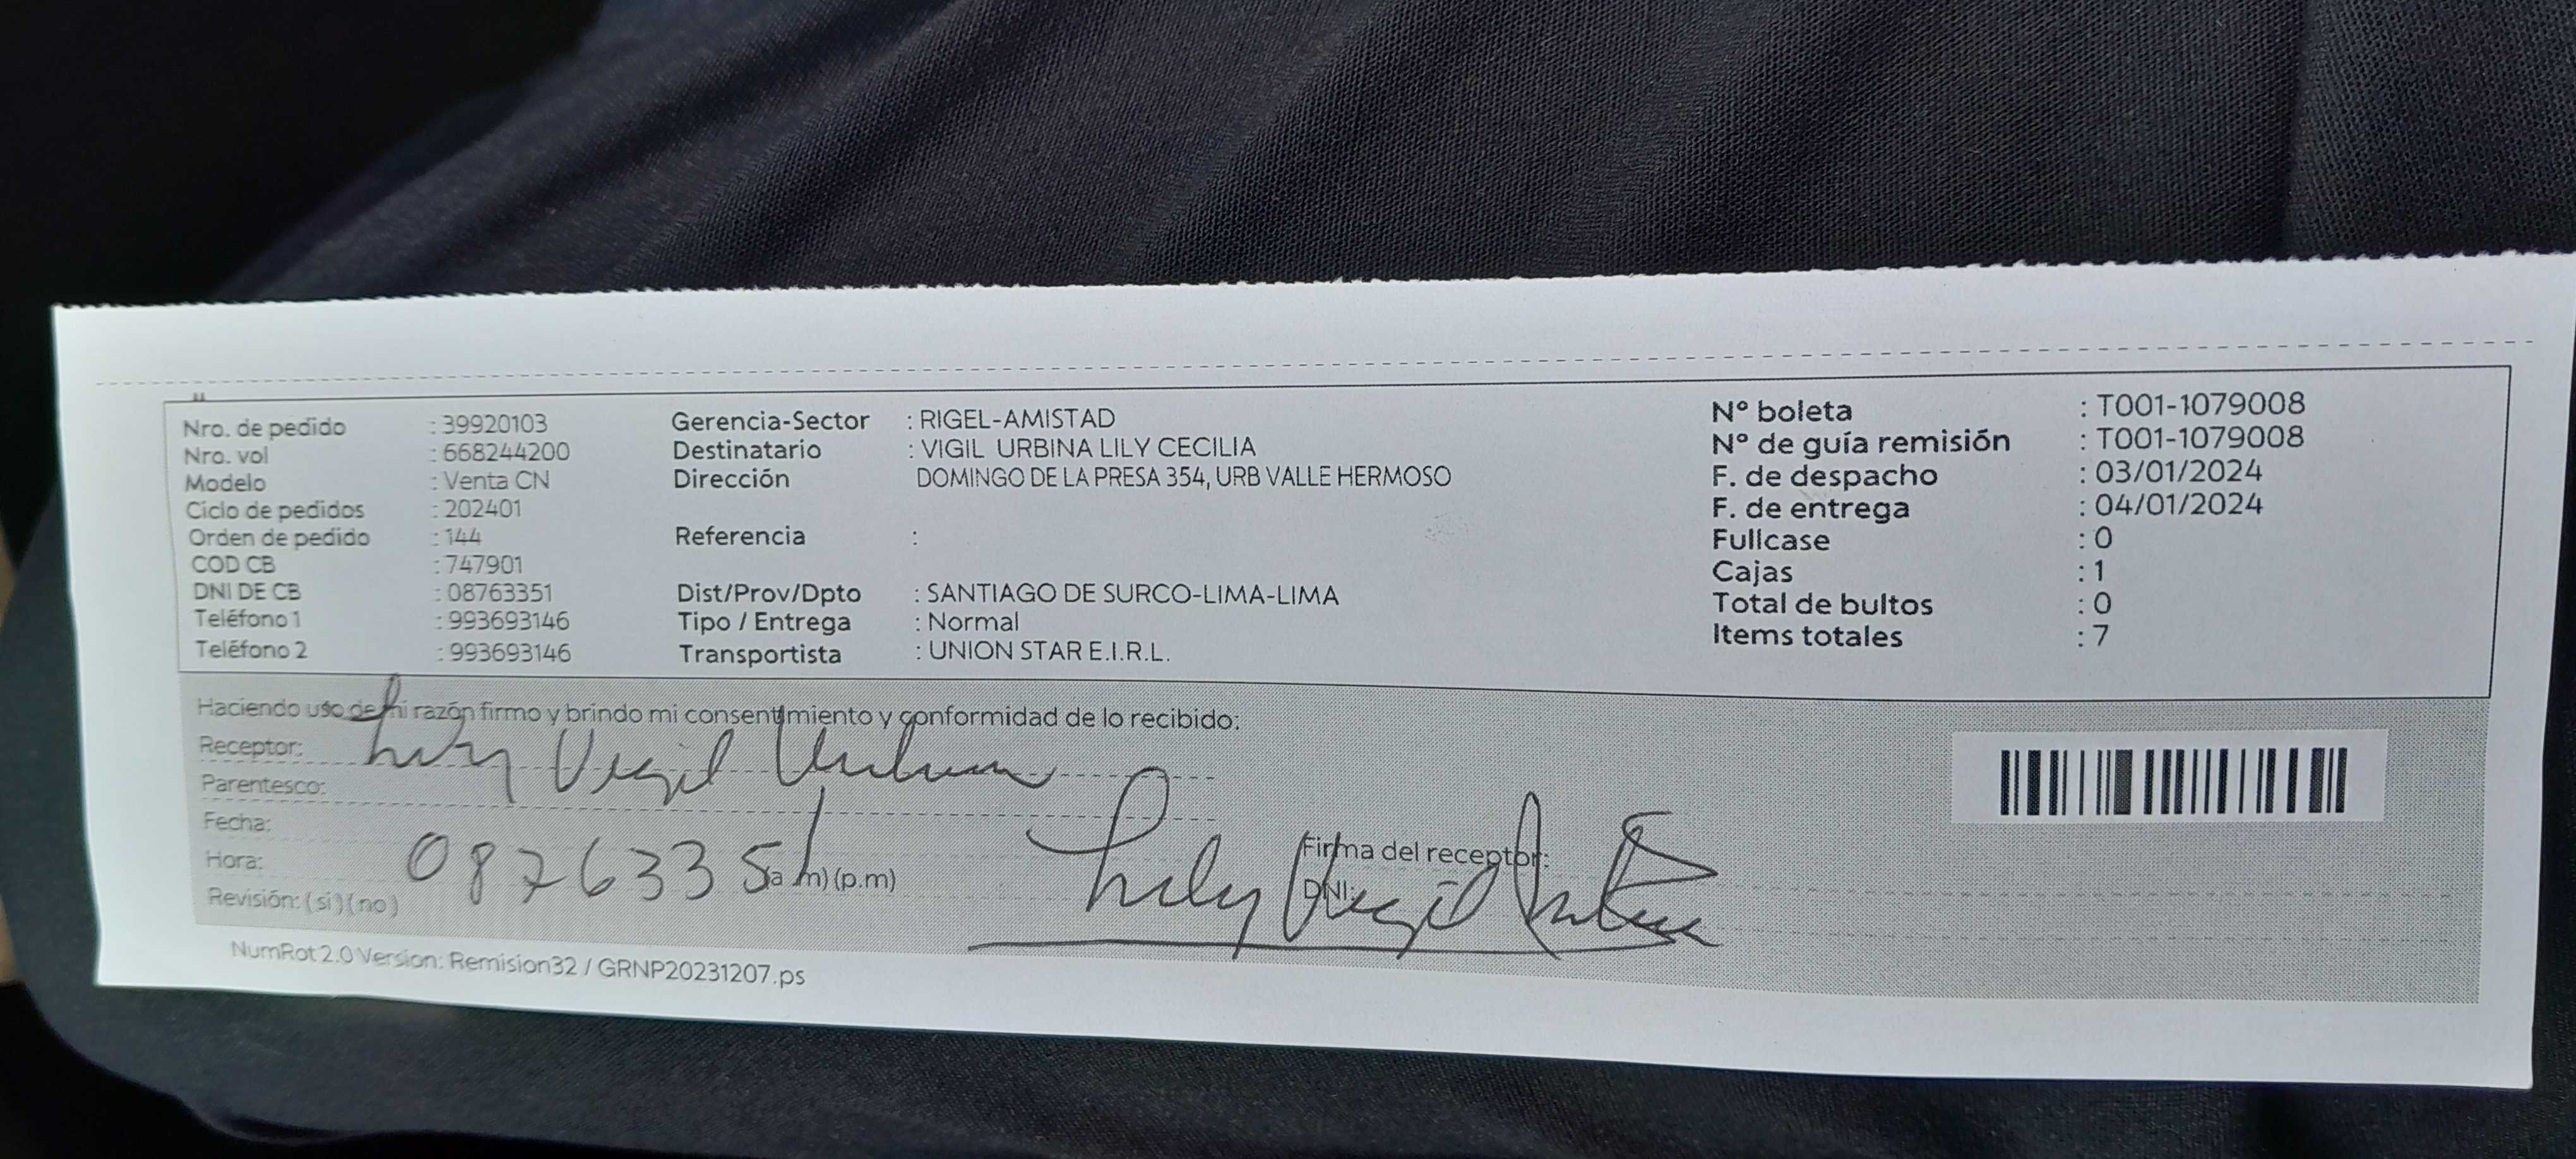 Nro. de pedido : 39920103
Nro. vol : 668244200
Modelo : Venta CN
Ciclo de pedidos : 202401
Orden de pedido : 144
COD CB : 747901
DNI DE CB : 08763351
Teléfono 1 : 993693146
Teléfono 2 : 993693146
Gerencia-Sector : RIGEL-AMISTAD
Destinatario : VIGIL URBINA LILY CECILIA
Dirección DOMINGO DE LA PRESA 354, URB VALLE HERMOSO
Referencia :
Dist/Prov/Dpto : SANTIAGO DE SURCO-LIMA-LIMA
Tipo / Entrega : Normal
Transportista : UNION STAR E.I.R.L.
Nº boleta : T001-1079008
Nº de guía remisión : T001-1079008
F. de despacho : 03/01/2024
F. de entrega : 04/01/2024
Fullcase : 0
Cajas : 1
Total de bultos : 0
Items totales : 7
Haciendo uso de mi razón firmo y brindo mi consentimiento y conformidad de lo recibido:
Receptor: Lily Vigil Urbina
Parentesco:
Fecha:
Hora: 08763351 (a.m) (p.m)
Revisión: (si) (no)
Firma del receptor: Lily Vigil Urbina
DNI:
NumRot 2.0 Version: Remision32 / GRNP20231207.ps